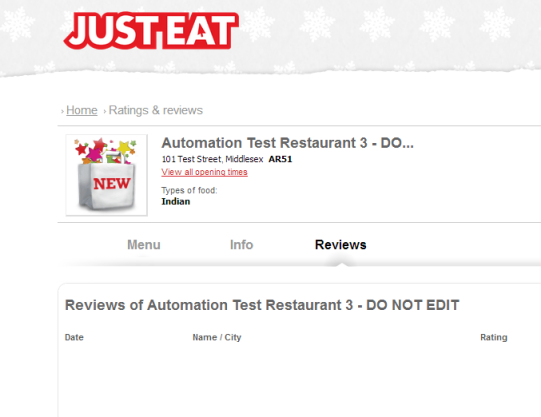 JUST EAT
› Home › Ratings & reviews
NEW
Automation Test Restaurant 3 - DO...
101 Test Street, Middlesex AR51
View all opening times
Types of food:
Indian
Menu Info Reviews
Reviews of Automation Test Restaurant 3 - DO NOT EDIT
Date Name / City Rating